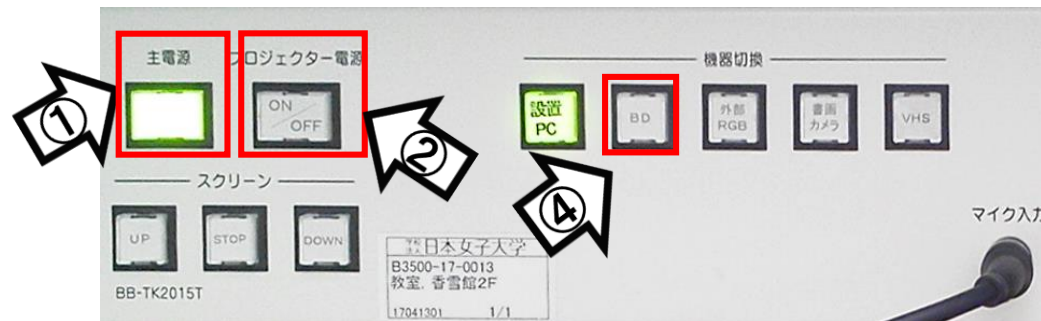 主電源
プロジェクター電源
機器切換
①
ON
OFF
設置
PC
BD
外部
RGB
書画
カメラ
VHS
②
④
スクリーン
UP
STOP
DOWN
マイク入力
日本女子大学
B3500-17-0013
教室, 香雪館2F
17041301 1/1
BB-TK2015T